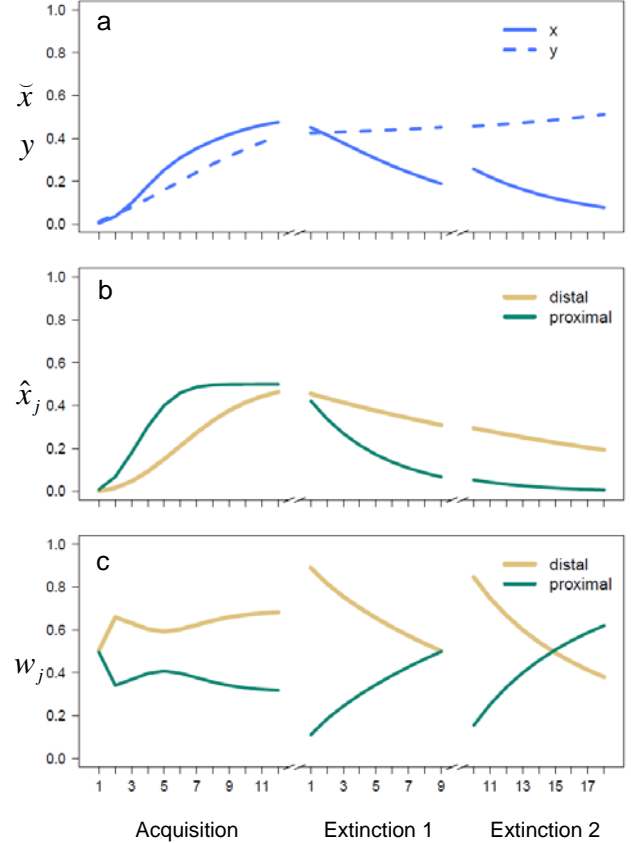 a
x
y
x̆
y
1.0
0.8
0.6
0.4
0.2
0.0
b
distal
proximal
x̂ⱼ
1.0
0.8
0.6
0.4
0.2
0.0
c
distal
proximal
wⱼ
1.0
0.8
0.6
0.4
0.2
0.0
1 3 5 7 9 11 1 3 5 7 9 11 13 15 17
Acquisition Extinction 1 Extinction 2